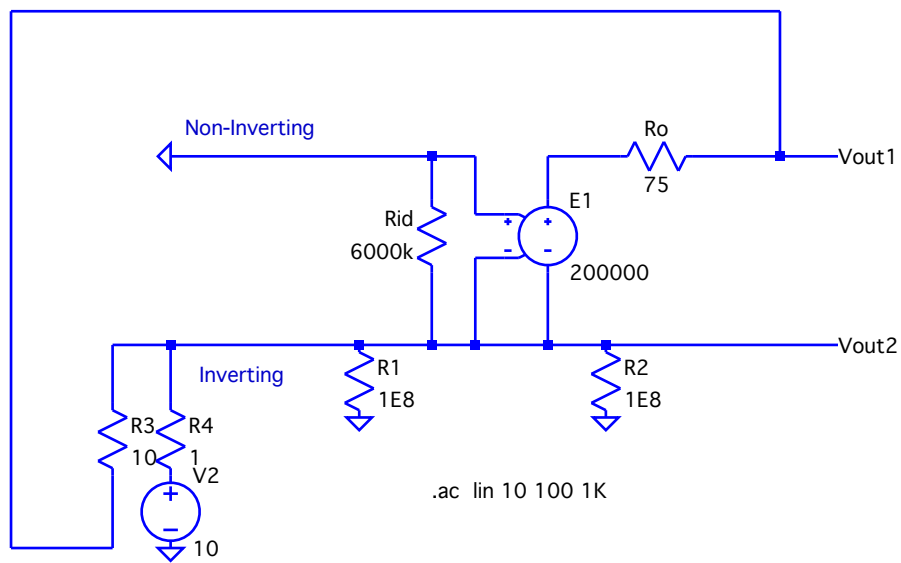 Non-Inverting
Ro
75
Vout1
E1
Rid
6000k
+
+
-
-
200000
Vout2
Inverting
R1
1E8
R2
1E8
R3
10
R4
1
V2
+
-
10
.ac lin 10 100 1K